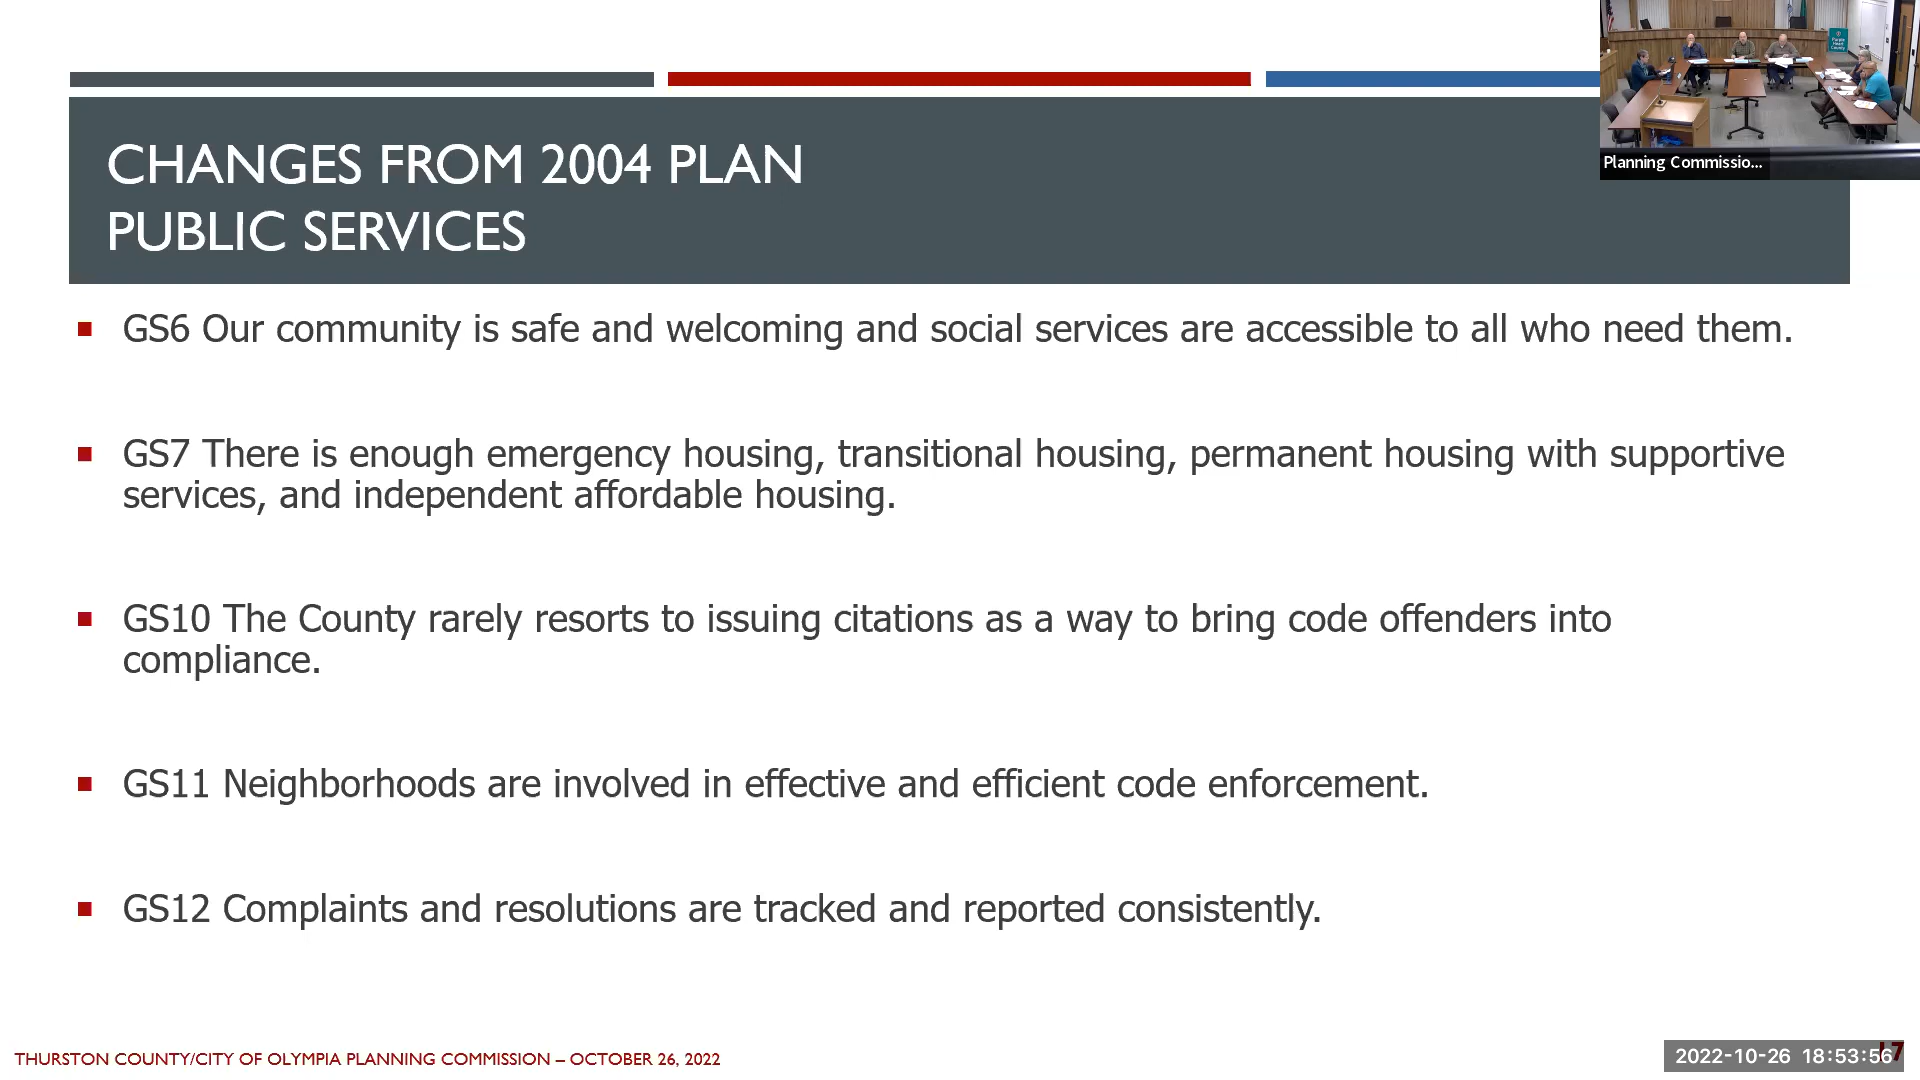 CHANGES FROM 2004 PLAN
PUBLIC SERVICES
Planning Commissio...
GS6 Our community is safe and welcoming and social services are accessible to all who need them.
GS7 There is enough emergency housing, transitional housing, permanent housing with supportive
services, and independent affordable housing.
GS10 The County rarely resorts to issuing citations as a way to bring code offenders into
compliance.
GS11 Neighborhoods are involved in effective and efficient code enforcement.
GS12 Complaints and resolutions are tracked and reported consistently.
THURSTON COUNTY/CITY OF OLYMPIA PLANNING COMMISSION – OCTOBER 26, 2022
2022-10-26 18:53:56
17